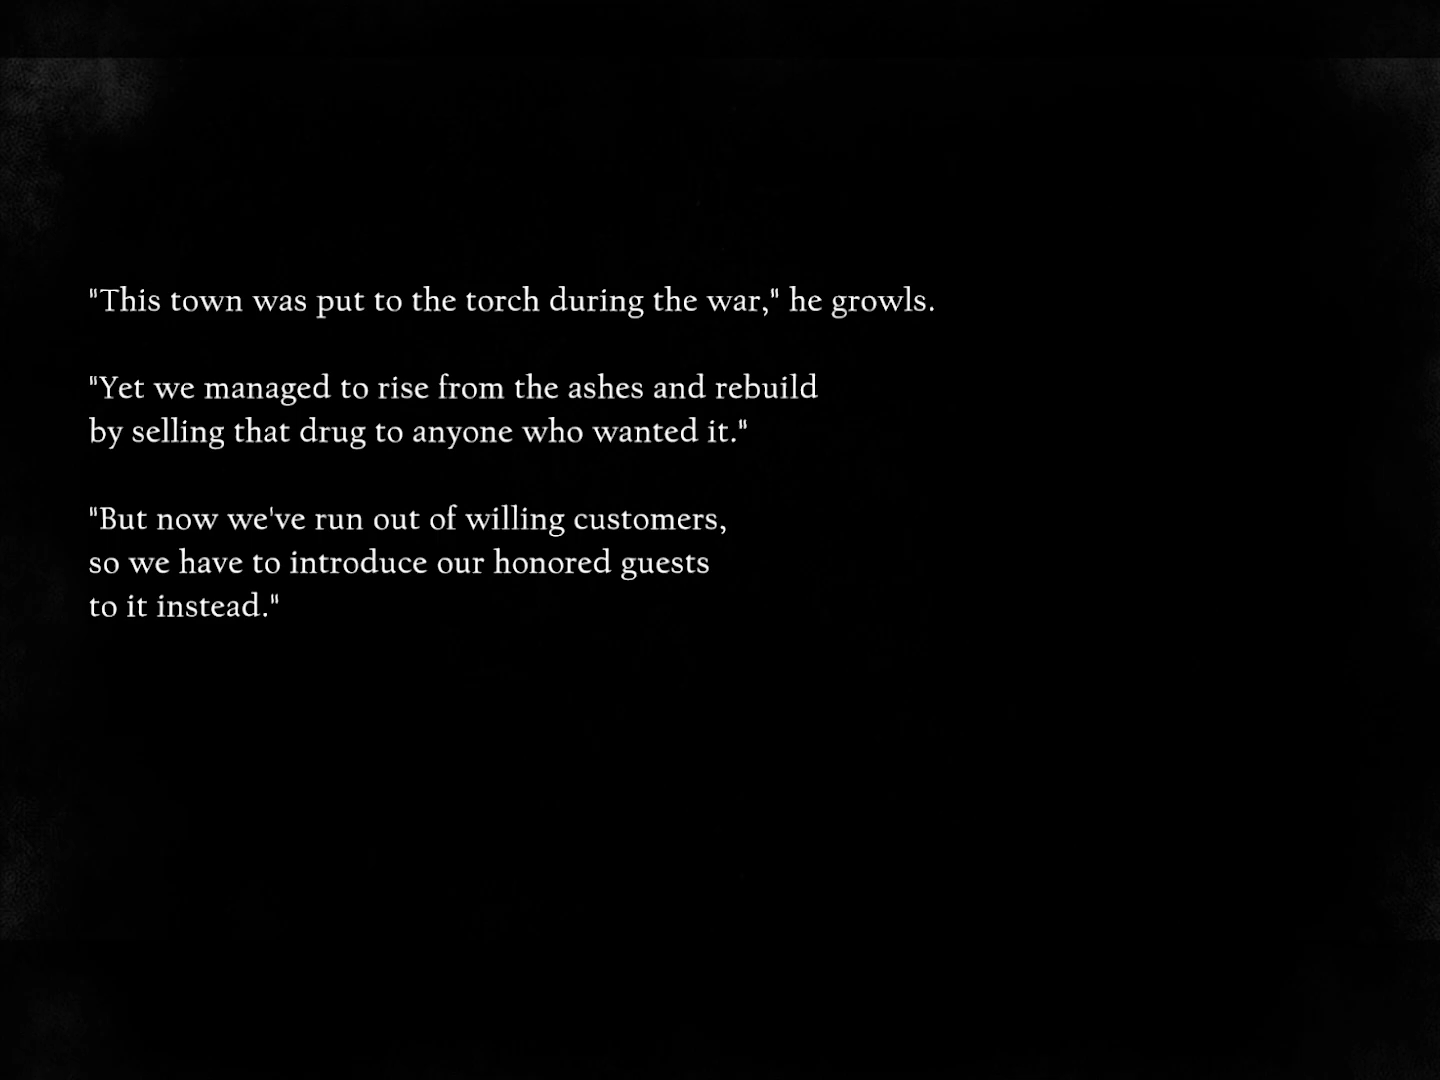 "This town was put to the torch during the war," he growls.
"Yet we managed to rise from the ashes and rebuild
by selling that drug to anyone who wanted it."
"But now we've run out of willing customers,
so we have to introduce our honored guests
to it instead."